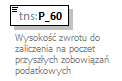 tns:P_60
Wysokość zwrotu do
zaliczenia na poczet
przyszłych zobowiązań
podatkowych